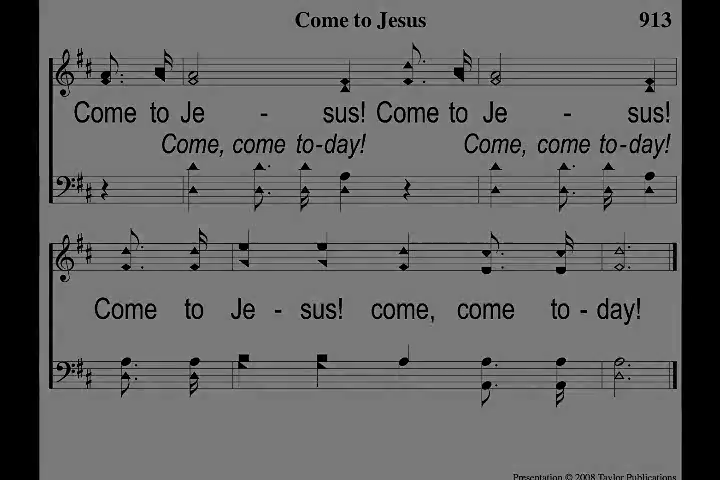 Come to Jesus 913
Come to Je - sus! Come to Je - sus!
Come, come to-day! Come, come to-day!
Come to Je - sus! come, come to - day!
Presentation © 2008 Taylor Publications